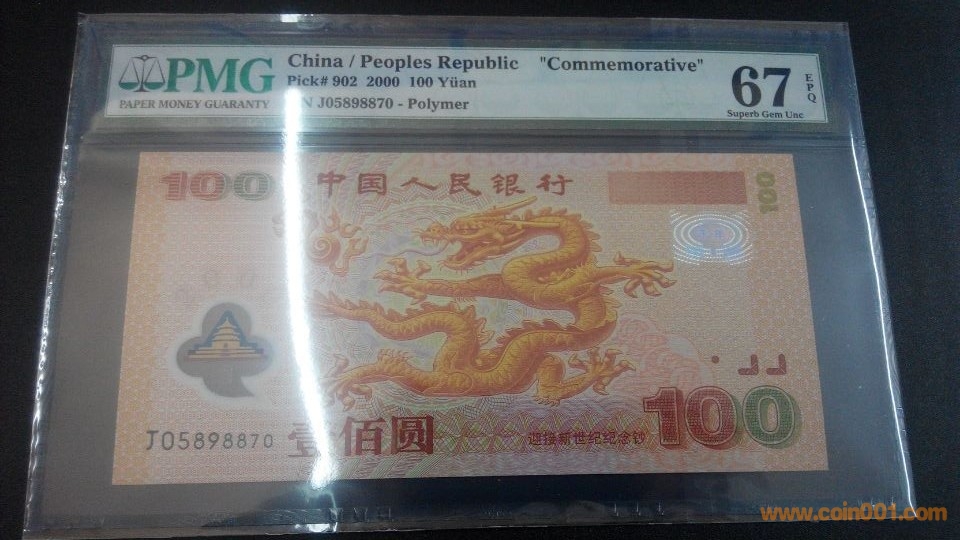 PMG
PAPER MONEY GUARANTY
China / Peoples Republic "Commemorative"
Pick# 902 2000 100 Yüan
N J05898870 - Polymer
67
EPQ
Superb Gem Unc
100 中国人民银行
100
J05898870
壹佰圆
迎接新世纪纪念钞
100
www.coin001.com